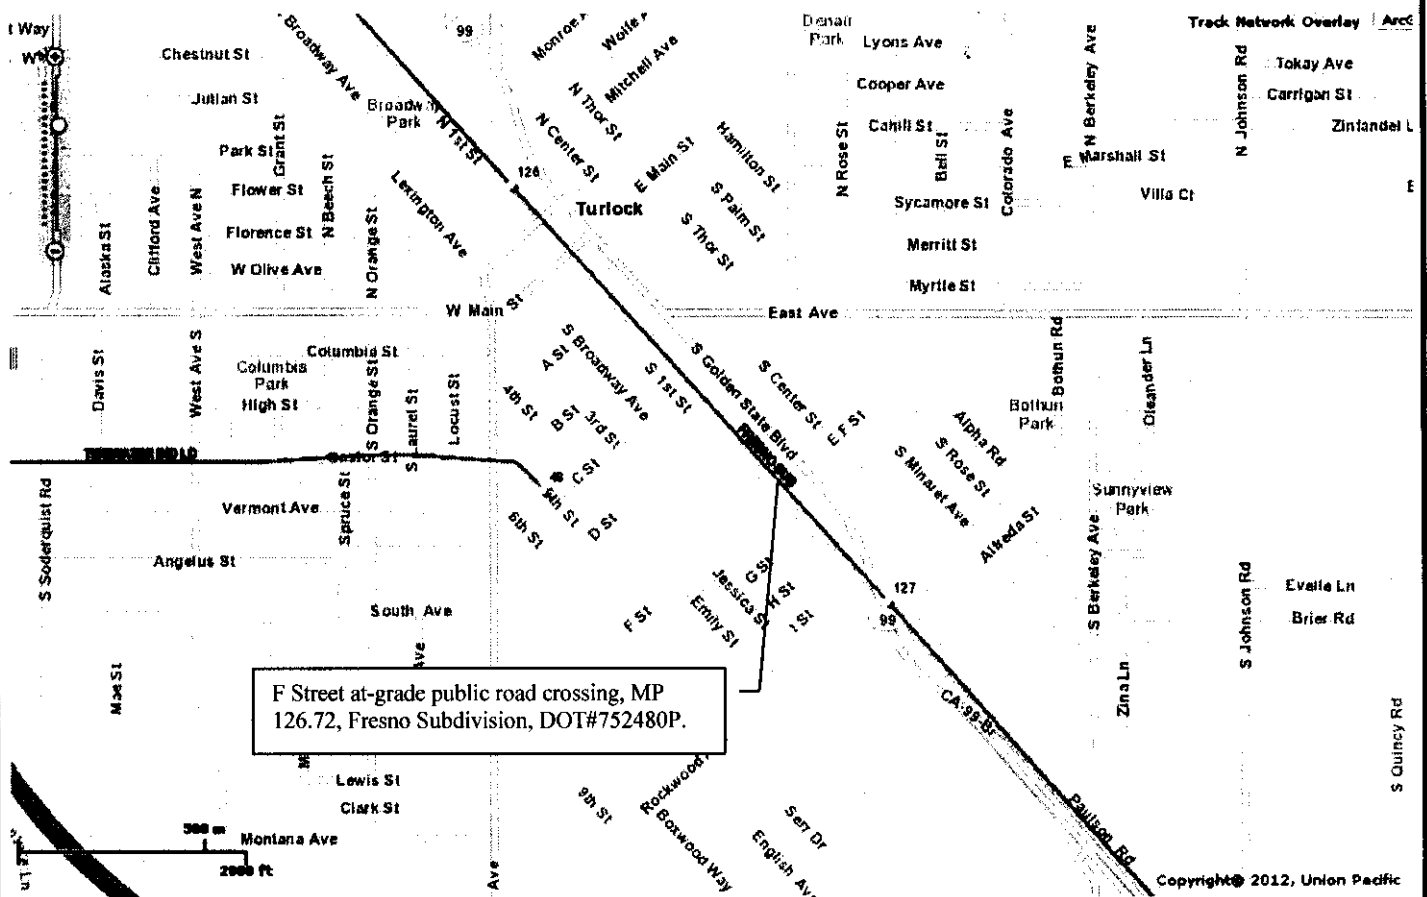 t Way
Chestnut St
Broadway Ave
99
Monroe
Wolfe
Mitchell Ave
Denair
Park
Lyons Ave
N Berkeley Ave
Track Network Overlay
N Johnson Rd
Tokay Ave
Julian St
Broadway
Park
N 1st St
N Thor St
Cooper Ave
Carrigan St
Grant St
N Center St
Hamilton St
N Rose St
Cahill St
Bell St
Colorado Ave
Zinfandel L
Park St
E Main St
E Marshall St
Flower St
N Beech St
Lexington Ave
126
Turlock
S Palm St
S Thor St
Sycamore St
Villa Ct
Alaska St
Clifford Ave
West Ave N
Florence St
N Orange St
Merritt St
W Olive Ave
Myrtle St
W Main St
East Ave
Davis St
West Ave S
Columbia St
Columbia
Park
High St
S Orange St
S Laurel St
Locust St
A St
S Broadway Ave
S 1st St
S Golden State Blvd
S Center St
E F St
Bothun Rd
Oleander Ln
4th St
B St
3rd St
Bothun
Park
Alpha Rd
S Rose St
S Minaret Ave
C St
Castor St
S Soderquist Rd
Vermont Ave
Spruce St
5th St
6th St
D St
Alfreda St
Sunnyview
Park
S Berkeley Ave
Angelus St
G St
Jessica St
H St
I St
Emily St
F St
127
99
S Johnson Rd
Evelle Ln
Brier Rd
South Ave
Ave
Mae St
F Street at-grade public road crossing, MP
126.72, Fresno Subdivision, DOT#752480P.
CA-99-Br
Zina Ln
S Quincy Rd
Lewis St
Clark St
9th St
Rockwood
Boxwood Way
Serr Dr
English Av
Paulson Rd
500 m
2000 ft
Montana Ave
Ave
Copyright© 2012, Union Pacific